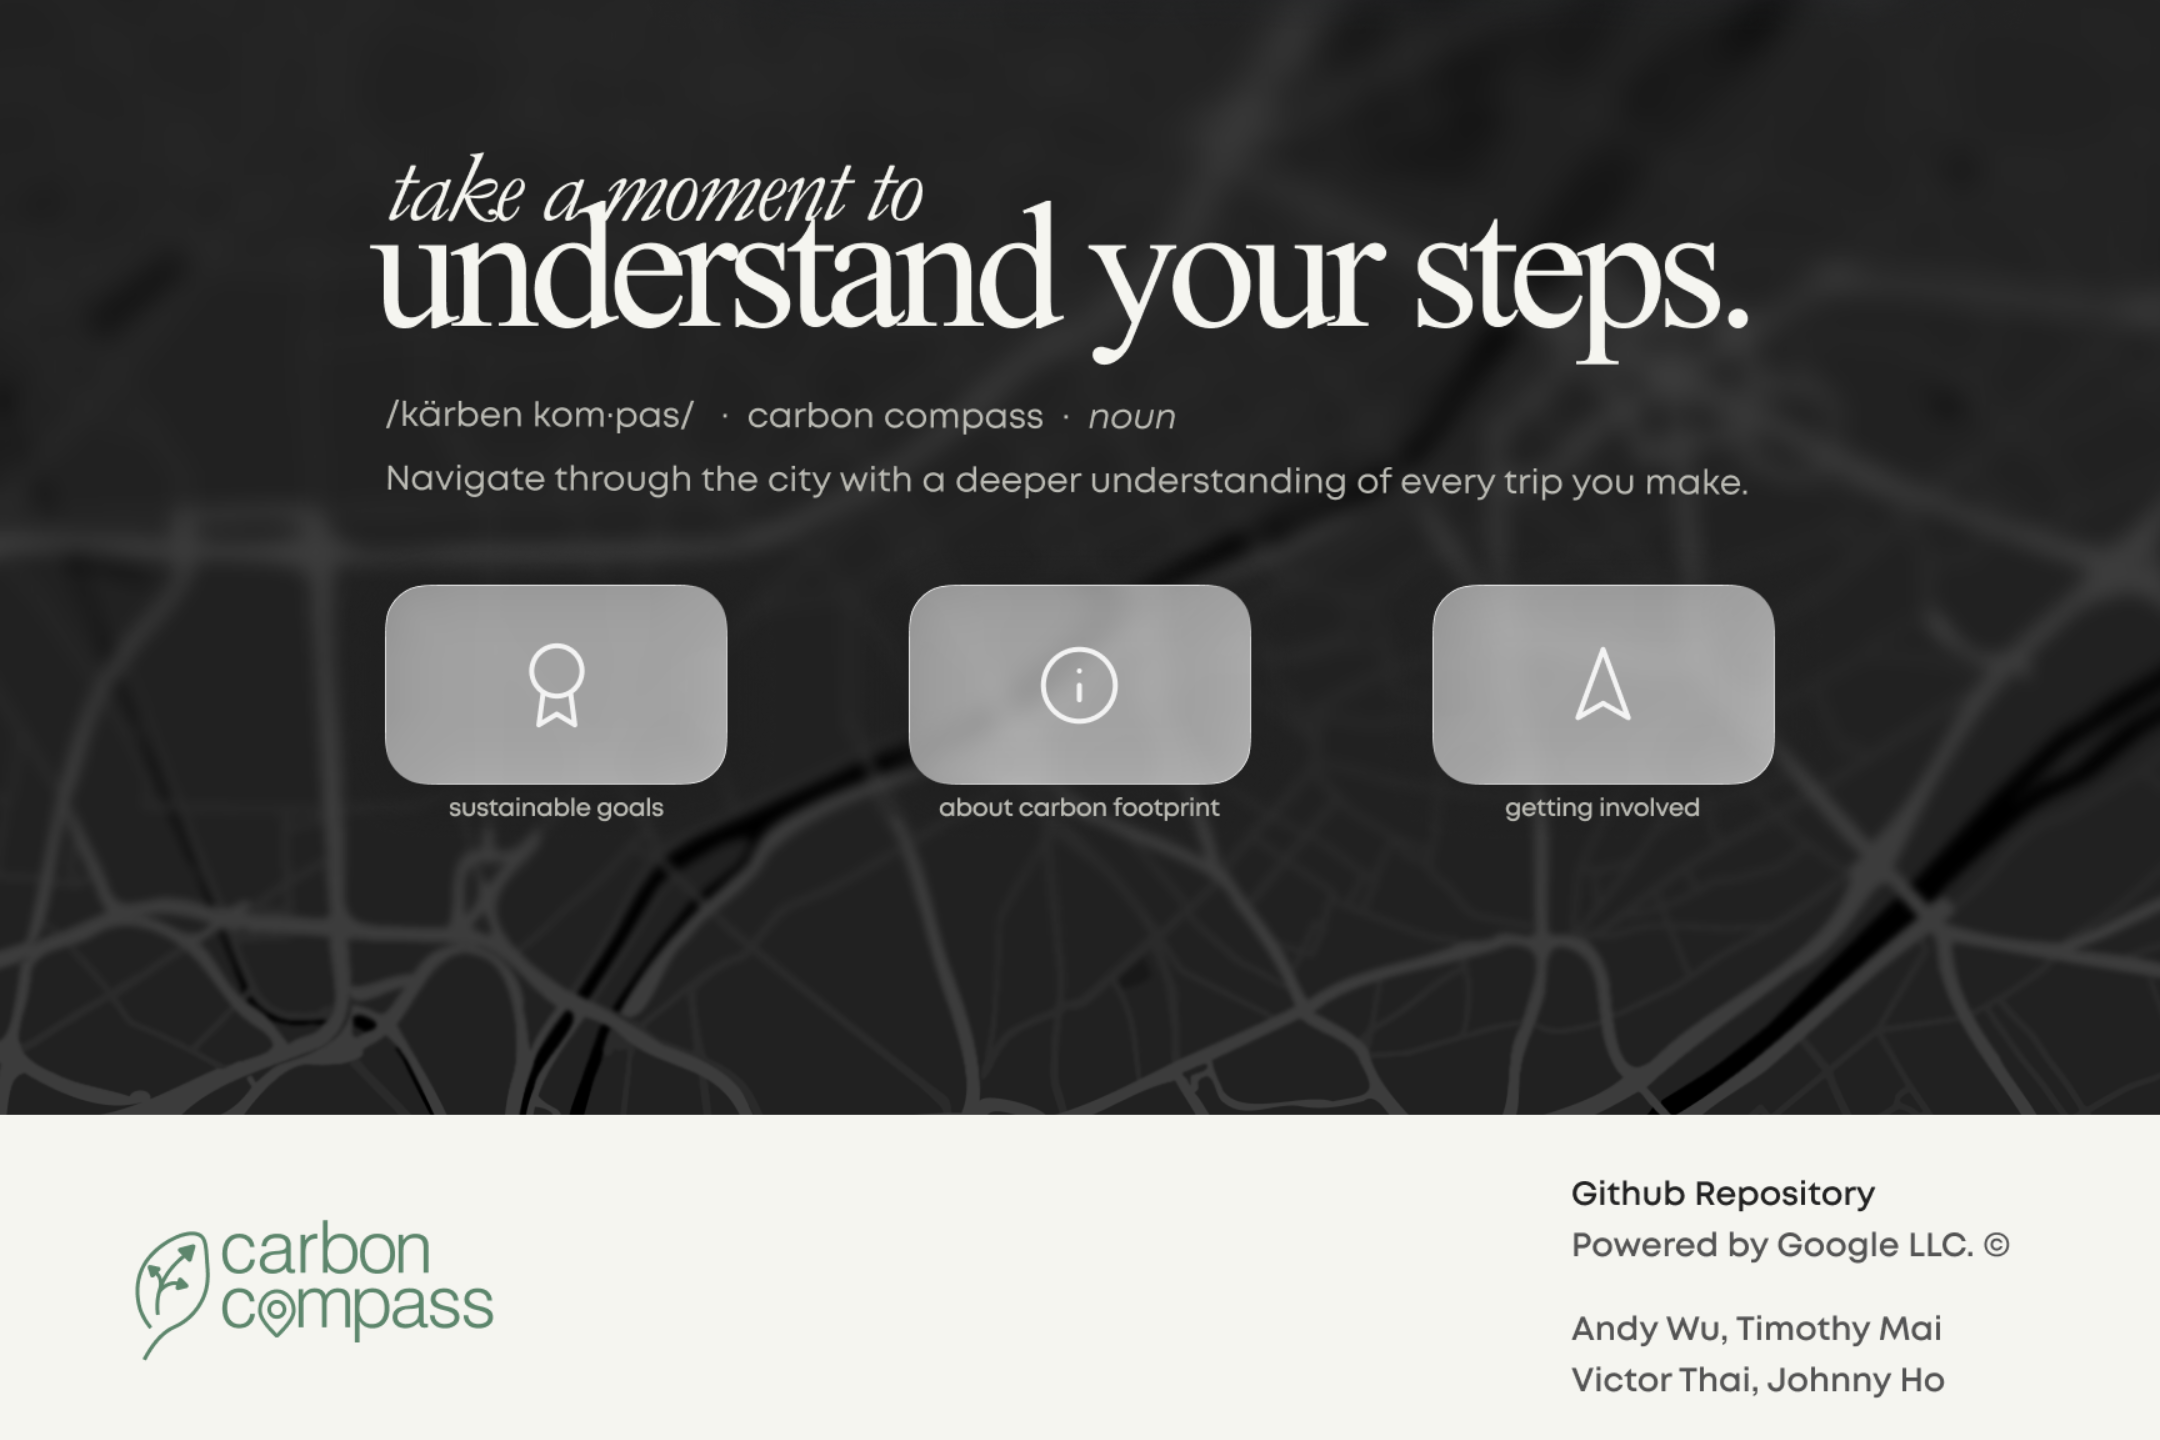 take a moment to
understand your steps.
/kärben kom·pas/ · carbon compass · noun
Navigate through the city with a deeper understanding of every trip you make.
sustainable goals
about carbon footprint
getting involved
carbon
compass
Github Repository
Powered by Google LLC. ©
Andy Wu, Timothy Mai
Victor Thai, Johnny Ho